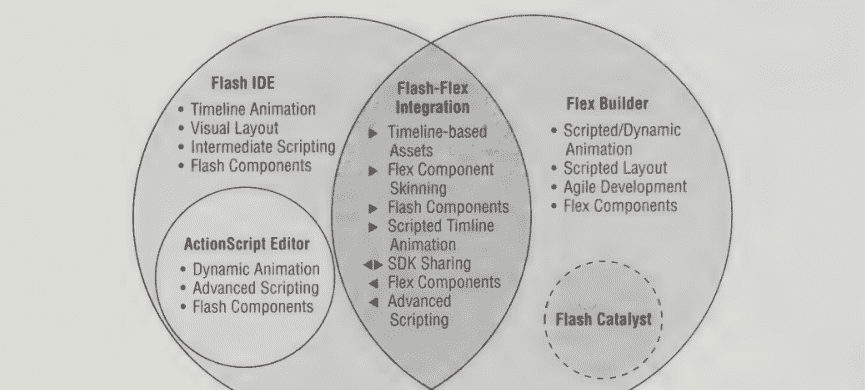 Flash IDE
• Timeline Animation
• Visual Layout
• Intermediate Scripting
• Flash Components
ActionScript Editor
• Dynamic Animation
• Advanced Scripting
• Flash Components
Flash-Flex
Integration
▶ Timeline-based
Assets
▶ Flex Component
Skinning
▶ Flash Components
▶ Scripted Timline
Animation
◀▶ SDK Sharing
◀ Flex Components
◀ Advanced
Scripting
Flex Builder
• Scripted/Dynamic
Animation
• Scripted Layout
• Agile Development
• Flex Components
Flash Catalyst